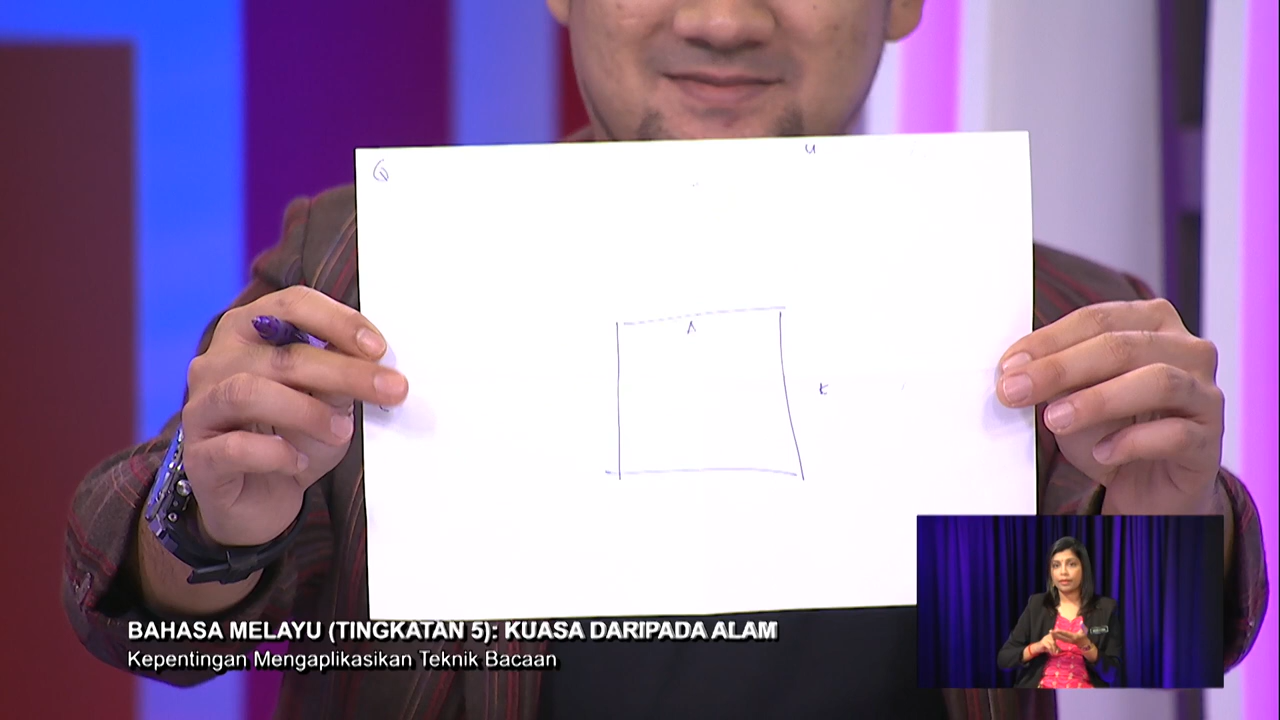 U
A
K
BAHASA MELAYU (TINGKATAN 5): KUASA DARIPADA ALAM
Kepentingan Mengaplikasikan Teknik Bacaan